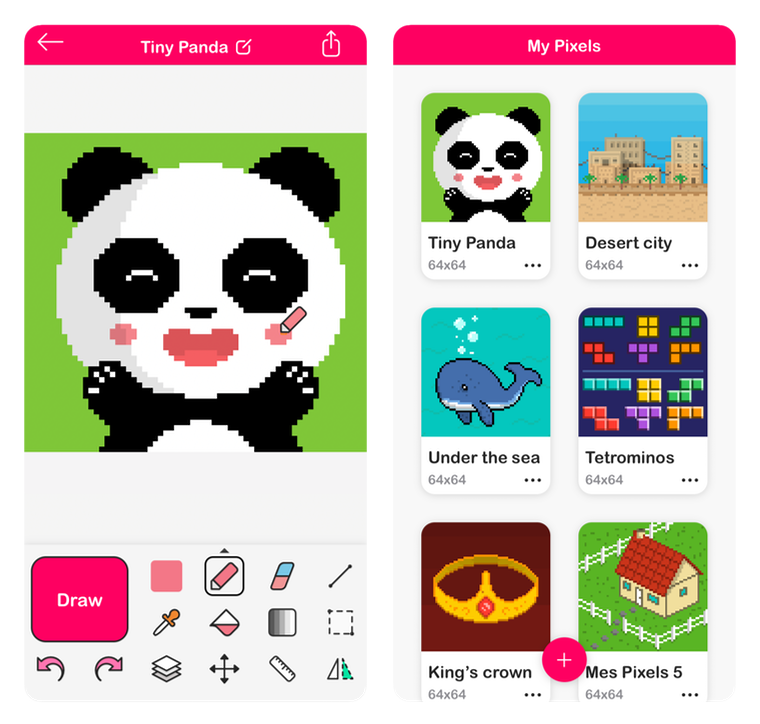 Tiny Panda
Draw
My Pixels
Tiny Panda
64x64
Desert city
64x64
Under the sea
64x64
Tetrominos
64x64
King’s crown
64x64
Mes Pixels 5
64x64